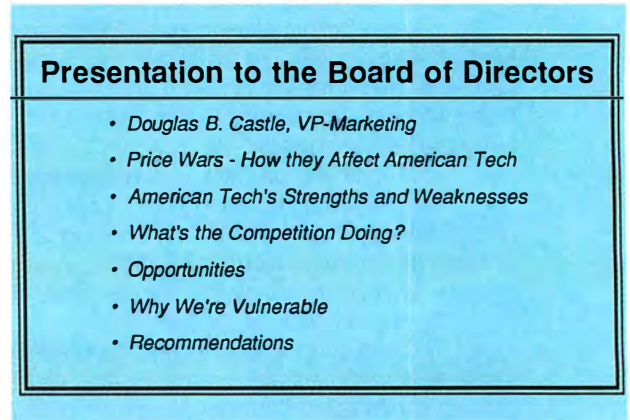 Presentation to the Board of Directors
• Douglas B. Castle, VP-Marketing
• Price Wars - How they Affect American Tech
• American Tech's Strengths and Weaknesses
• What's the Competition Doing?
• Opportunities
• Why We're Vulnerable
• Recommendations